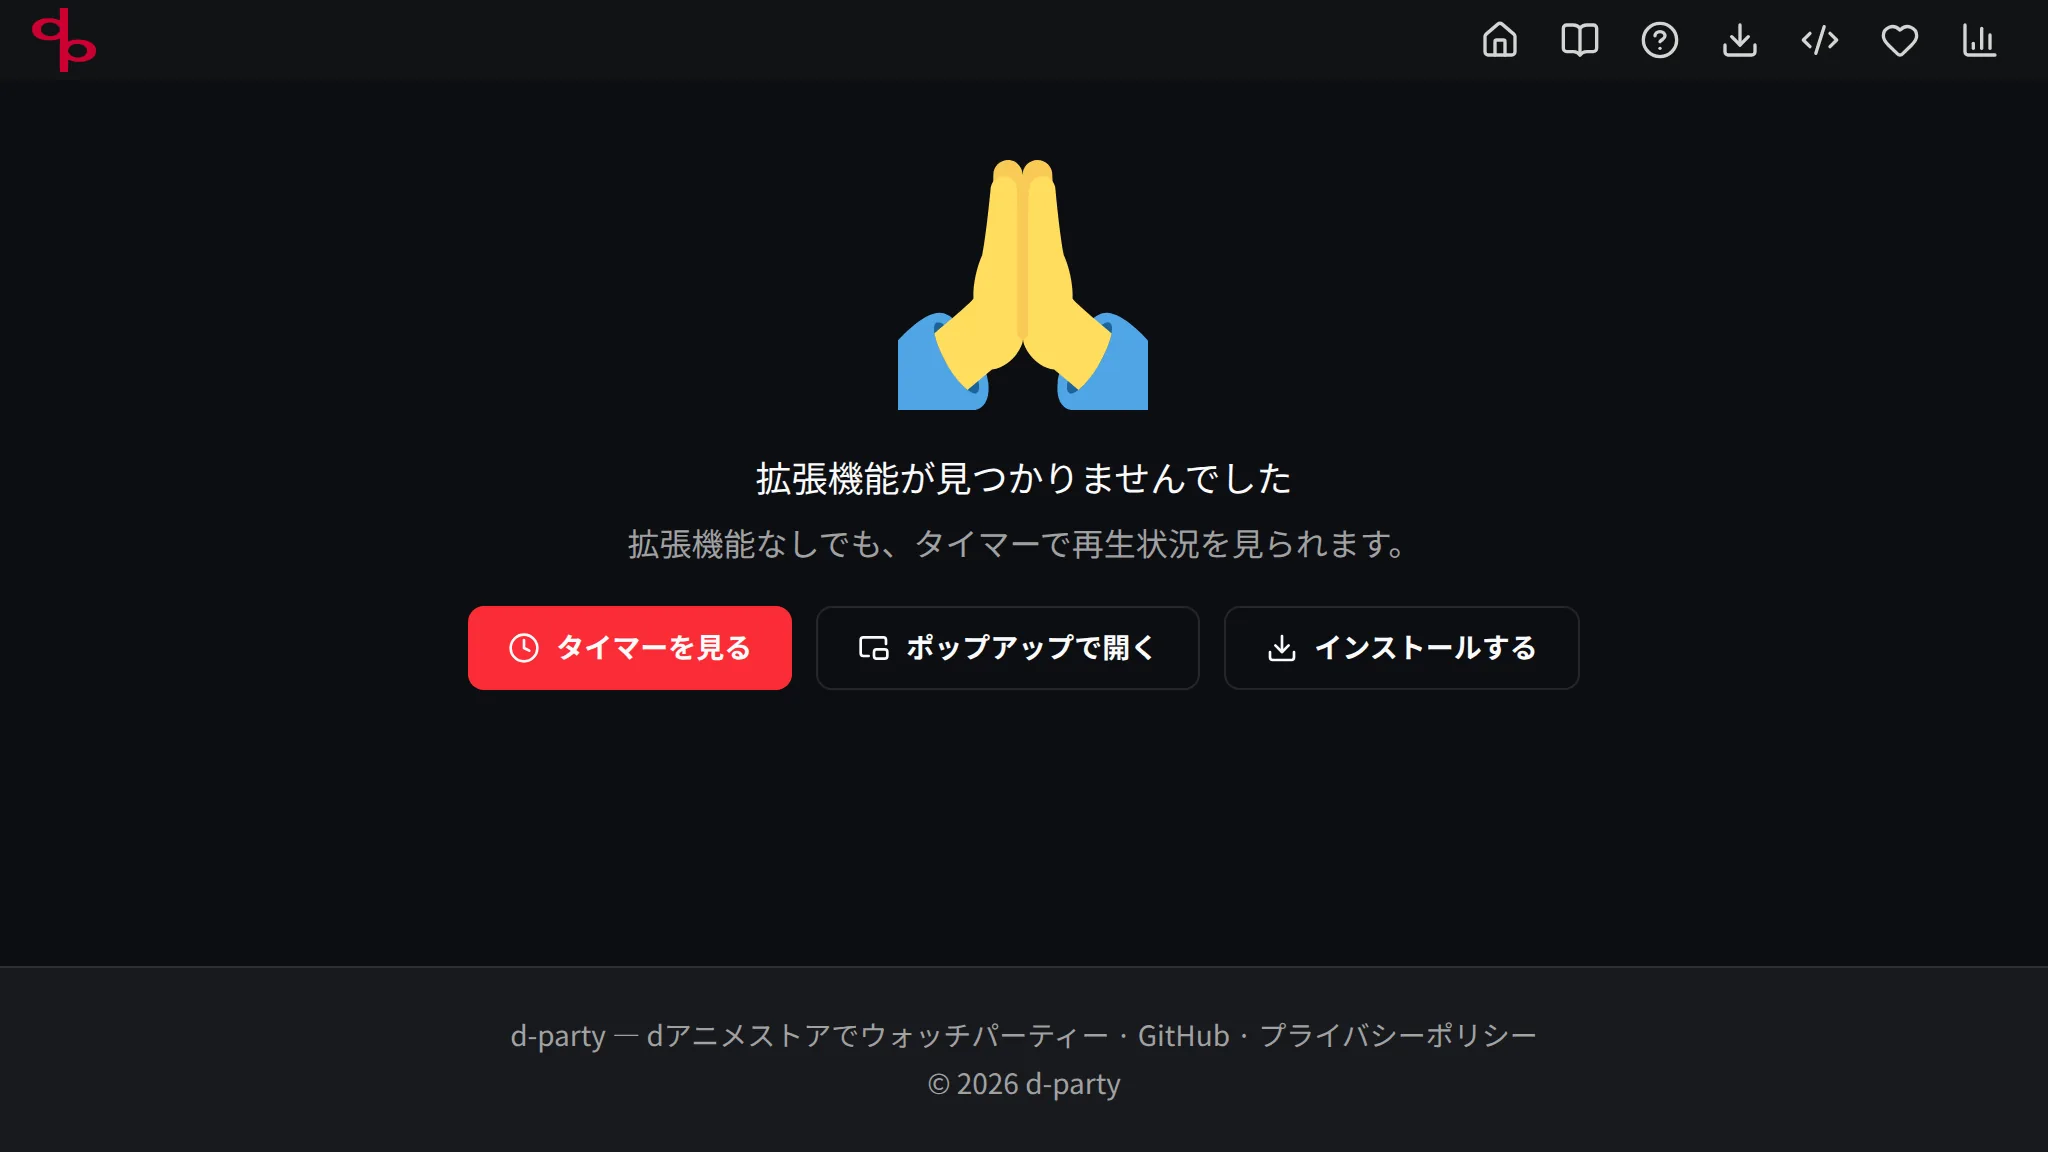 dp
拡張機能が見つかりませんでした
拡張機能なしでも、タイマーで再生状況を見られます。
タイマーを見る
ポップアップで開く
インストールする
d-party — dアニメストアでウォッチパーティー · GitHub · プライバシーポリシー
© 2026 d-party